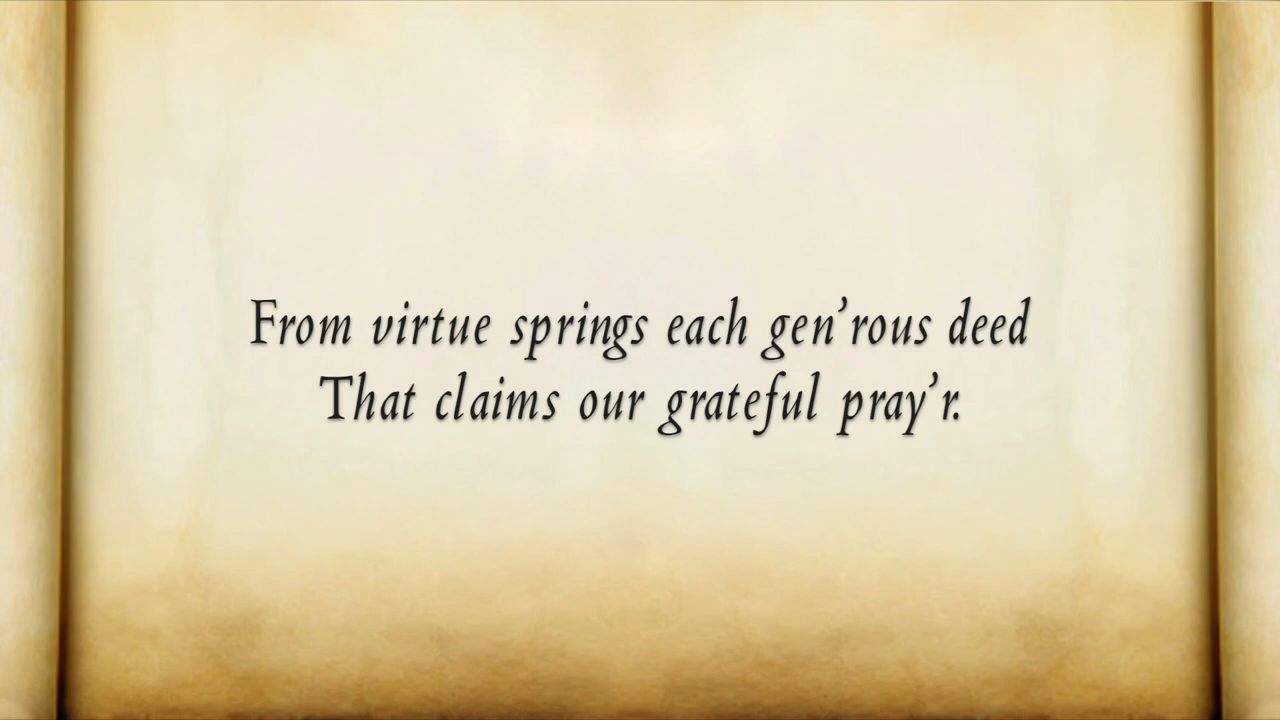 From virtue springs each gen’rous deed
That claims our grateful pray’r.